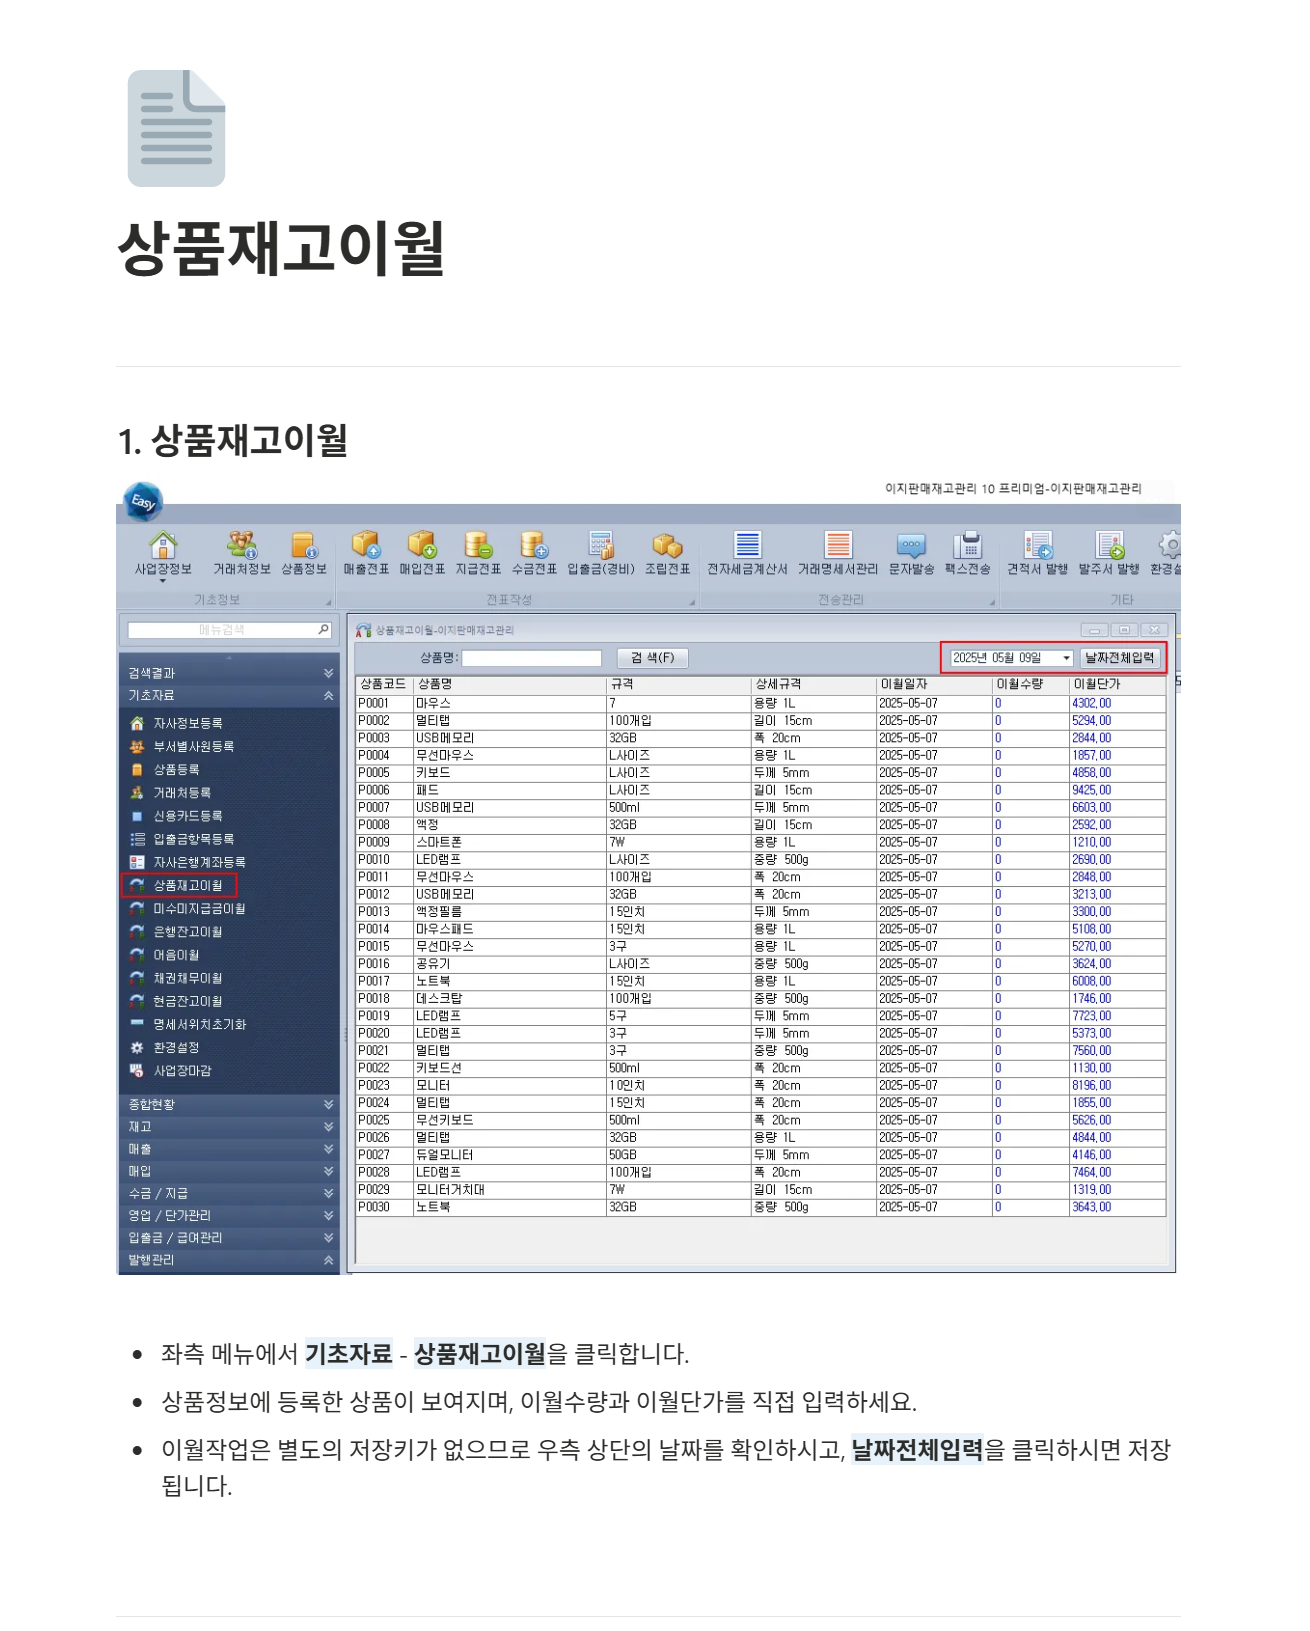 상품재고이월
1. 상품재고이월
Easy
이지판매재고관리 10 프리미엄-이지판매재고관리
사업장정보 거래처정보 상품정보 매출전표 매입전표 지급전표 수금전표 입출금(경비) 조립전표 전자세금계산서 거래명세서관리 문자발송 팩스전송 견적서 발행 발주서 발행 환경설
기초정보 전표작성 전송관리 기타
메뉴검색
검색결과
기초자료
자사정보등록
부서별사원등록
상품등록
거래처등록
신용카드등록
입출금항목등록
자사은행계좌등록
상품재고이월
미수미지급금이월
은행잔고이월
어음이월
채권채무이월
현금잔고이월
명세서위치초기화
환경설정
사업장마감
종합현황
재고
매출
매입
수금 / 지급
영업 / 단가관리
입출금 / 급여관리
발행관리
상품재고이월-이지판매재고관리
상품명: 검 색(F) 2025년 05월 09일 날짜전체입력
상품코드 상품명 규격 상세규격 이월일자 이월수량 이월단가
P0001 마우스 7 용량 1L 2025-05-07 0 4302.00
P0002 멀티탭 100개입 길이 15cm 2025-05-07 0 5294.00
P0003 USB메모리 32GB 폭 20cm 2025-05-07 0 2844.00
P0004 무선마우스 L사이즈 용량 1L 2025-05-07 0 1857.00
P0005 키보드 L사이즈 두께 5mm 2025-05-07 0 4858.00
P0006 패드 L사이즈 길이 15cm 2025-05-07 0 9425.00
P0007 USB메모리 500ml 두께 5mm 2025-05-07 0 6603.00
P0008 액정 32GB 길이 15cm 2025-05-07 0 2592.00
P0009 스마트폰 7W 용량 1L 2025-05-07 0 1210.00
P0010 LED램프 L사이즈 중량 500g 2025-05-07 0 2690.00
P0011 무선마우스 100개입 폭 20cm 2025-05-07 0 2848.00
P0012 USB메모리 32GB 폭 20cm 2025-05-07 0 3213.00
P0013 액정필름 15인치 두께 5mm 2025-05-07 0 3300.00
P0014 마우스패드 15인치 용량 1L 2025-05-07 0 5108.00
P0015 무선마우스 3구 용량 1L 2025-05-07 0 5270.00
P0016 공유기 L사이즈 중량 500g 2025-05-07 0 3624.00
P0017 노트북 15인치 용량 1L 2025-05-07 0 6008.00
P0018 데스크탑 100개입 중량 500g 2025-05-07 0 1746.00
P0019 LED램프 5구 두께 5mm 2025-05-07 0 7723.00
P0020 LED램프 3구 두께 5mm 2025-05-07 0 5373.00
P0021 멀티탭 3구 중량 500g 2025-05-07 0 7560.00
P0022 키보드선 500ml 폭 20cm 2025-05-07 0 1130.00
P0023 모니터 10인치 폭 20cm 2025-05-07 0 8196.00
P0024 멀티탭 15인치 폭 20cm 2025-05-07 0 1855.00
P0025 무선키보드 500ml 폭 20cm 2025-05-07 0 5626.00
P0026 멀티탭 32GB 용량 1L 2025-05-07 0 4844.00
P0027 듀얼모니터 50GB 두께 5mm 2025-05-07 0 4146.00
P0028 LED램프 100개입 폭 20cm 2025-05-07 0 7464.00
P0029 모니터거치대 7W 길이 15cm 2025-05-07 0 1319.00
P0030 노트북 32GB 중량 500g 2025-05-07 0 3643.00
• 좌측 메뉴에서 기초자료 - 상품재고이월을 클릭합니다.
• 상품정보에 등록한 상품이 보여지며, 이월수량과 이월단가를 직접 입력하세요.
• 이월작업은 별도의 저장키가 없으므로 우측 상단의 날짜를 확인하시고, 날짜전체입력을 클릭하시면 저장
됩니다.